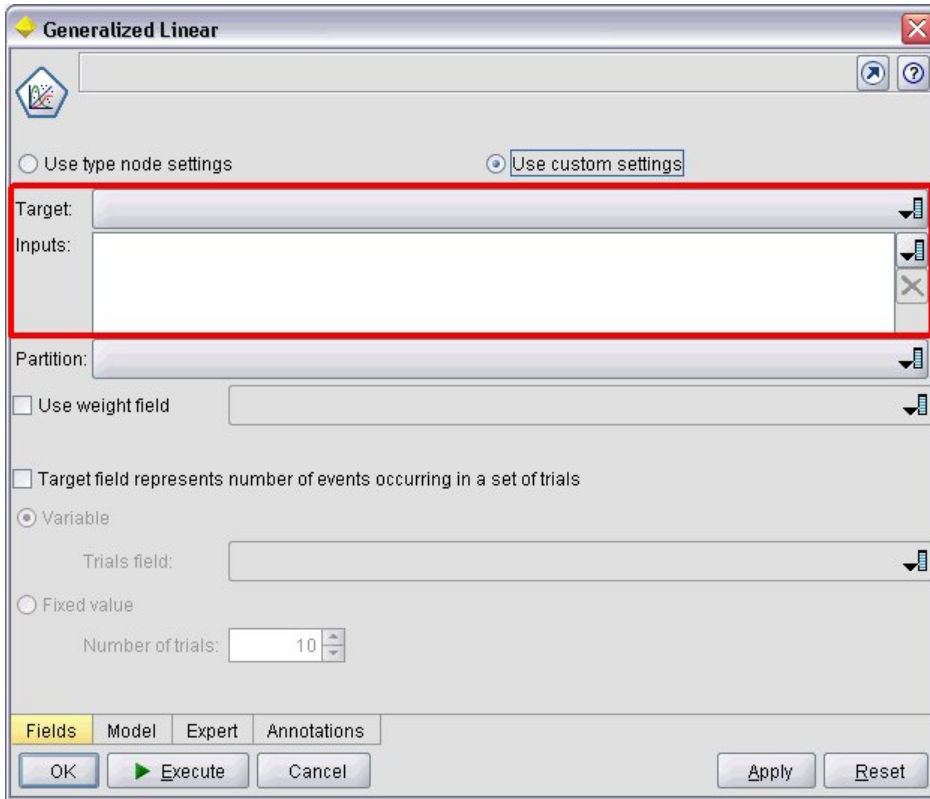 Generalized Linear
Use type node settings
Use custom settings
Target:
Inputs:
Partition:
Use weight field
Target field represents number of events occurring in a set of trials
Variable
Trials field:
Fixed value
Number of trials: 10
Fields Model Expert Annotations
OK Execute Cancel Apply Reset